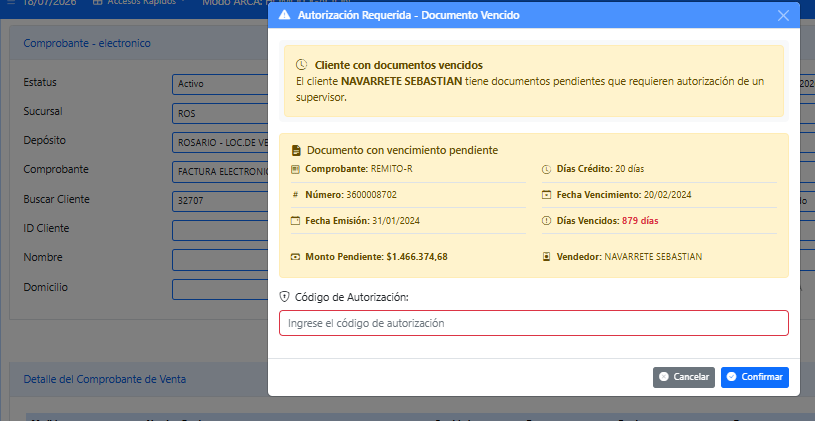 18/07/2026 Accesos Rápidos Modo ARCA:
Autorización Requerida - Documento Vencido
Comprobante - electronico
Cliente con documentos vencidos
El cliente NAVARRETE SEBASTIAN tiene documentos pendientes que requieren autorización de un
supervisor.
Estatus Activo
Sucursal ROS
Depósito ROSARIO - LOC.DE VE
Comprobante FACTURA ELECTRONIC
Buscar Cliente 32707
ID Cliente
Nombre
Domicilio
Documento con vencimiento pendiente
Comprobante: REMITO-R Días Crédito: 20 días
# Número: 3600008702 Fecha Vencimiento: 20/02/2024
Fecha Emisión: 31/01/2024 Días Vencidos: 879 días
Monto Pendiente: $1.466.374,68 Vendedor: NAVARRETE SEBASTIAN
Código de Autorización:
Ingrese el código de autorización
Cancelar Confirmar
Detalle del Comprobante de Venta